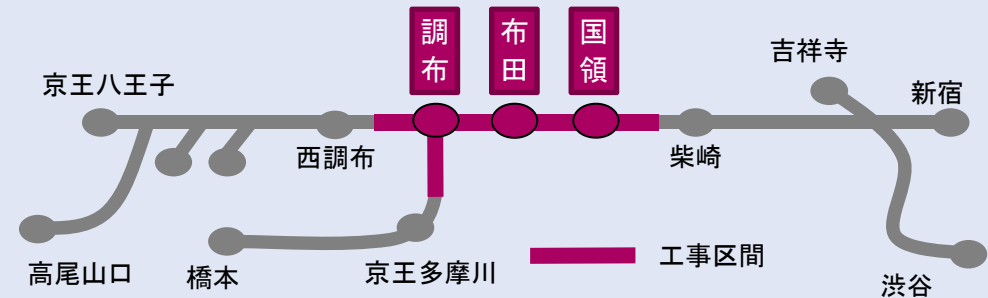 調布
布田
国領
吉祥寺
京王八王子
新宿
西調布
柴崎
高尾山口
橋本
京王多摩川
工事区間
渋谷